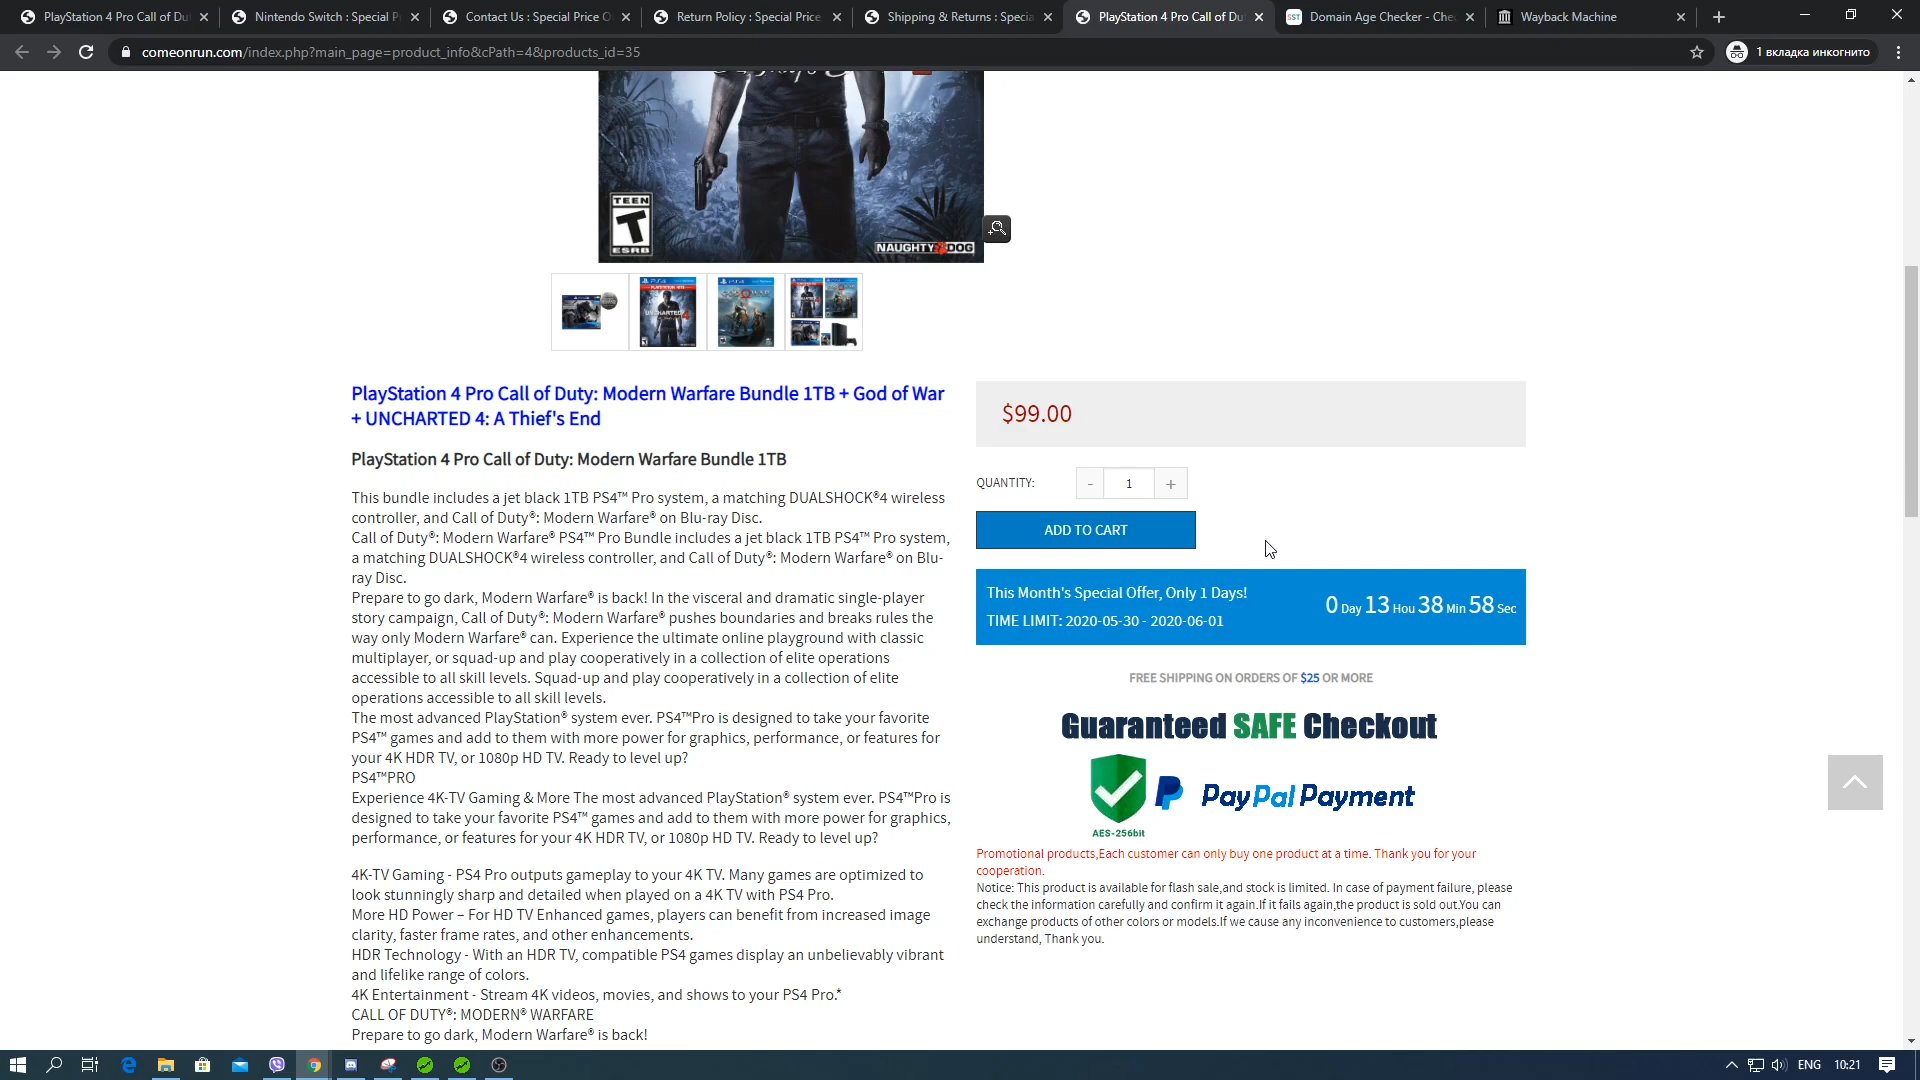 PlayStation 4 Pro Call of Du
Nintendo Switch : Special P
Contact Us : Special Price O
Return Policy : Special Price
Shipping & Returns : Specia
PlayStation 4 Pro Call of Du
SST
Domain Age Checker - Che
Wayback Machine
comeonrun.com/index.php?main_page=product_info&cPath=4&products_id=35
1 вкладка инкогнито
TEEN
T
ESRB
NAUGHTY DOG
PlayStation 4 Pro Call of Duty: Modern Warfare Bundle 1TB + God of War
+ UNCHARTED 4: A Thief's End
PlayStation 4 Pro Call of Duty: Modern Warfare Bundle 1TB
This bundle includes a jet black 1TB PS4™ Pro system, a matching DUALSHOCK®4 wireless
controller, and Call of Duty®: Modern Warfare® on Blu-ray Disc.
Call of Duty®: Modern Warfare® PS4™ Pro Bundle includes a jet black 1TB PS4™ Pro system,
a matching DUALSHOCK®4 wireless controller, and Call of Duty®: Modern Warfare® on Blu-
ray Disc.
Prepare to go dark, Modern Warfare® is back! In the visceral and dramatic single-player
story campaign, Call of Duty®: Modern Warfare® pushes boundaries and breaks rules the
way only Modern Warfare® can. Experience the ultimate online playground with classic
multiplayer, or squad-up and play cooperatively in a collection of elite operations
accessible to all skill levels. Squad-up and play cooperatively in a collection of elite
operations accessible to all skill levels.
The most advanced PlayStation® system ever. PS4™Pro is designed to take your favorite
PS4™ games and add to them with more power for graphics, performance, or features for
your 4K HDR TV, or 1080p HD TV. Ready to level up?
PS4™PRO
Experience 4K-TV Gaming & More The most advanced PlayStation® system ever. PS4™Pro is
designed to take your favorite PS4™ games and add to them with more power for graphics,
performance, or features for your 4K HDR TV, or 1080p HD TV. Ready to level up?
4K-TV Gaming - PS4 Pro outputs gameplay to your 4K TV. Many games are optimized to
look stunningly sharp and detailed when played on a 4K TV with PS4 Pro.
More HD Power – For HD TV Enhanced games, players can benefit from increased image
clarity, faster frame rates, and other enhancements.
HDR Technology - With an HDR TV, compatible PS4 games display an unbelievably vibrant
and lifelike range of colors.
4K Entertainment - Stream 4K videos, movies, and shows to your PS4 Pro.*
CALL OF DUTY®: MODERN® WARFARE
Prepare to go dark, Modern Warfare® is back!
$99.00
QUANTITY:
- 1 +
ADD TO CART
This Month's Special Offer, Only 1 Days!
TIME LIMIT: 2020-05-30 - 2020-06-01
0 Day 13 Hou 38 Min 58 Sec
FREE SHIPPING ON ORDERS OF $25 OR MORE
Guaranteed SAFE Checkout
AES-256bit
PayPal Payment
Promotional products,Each customer can only buy one product at a time. Thank you for your
cooperation.
Notice: This product is available for flash sale,and stock is limited. In case of payment failure, please
check the information carefully and confirm it again.If it fails again,the product is sold out.You can
exchange products of other colors or models.If we cause any inconvenience to customers,please
understand, Thank you.
ENG
10:21